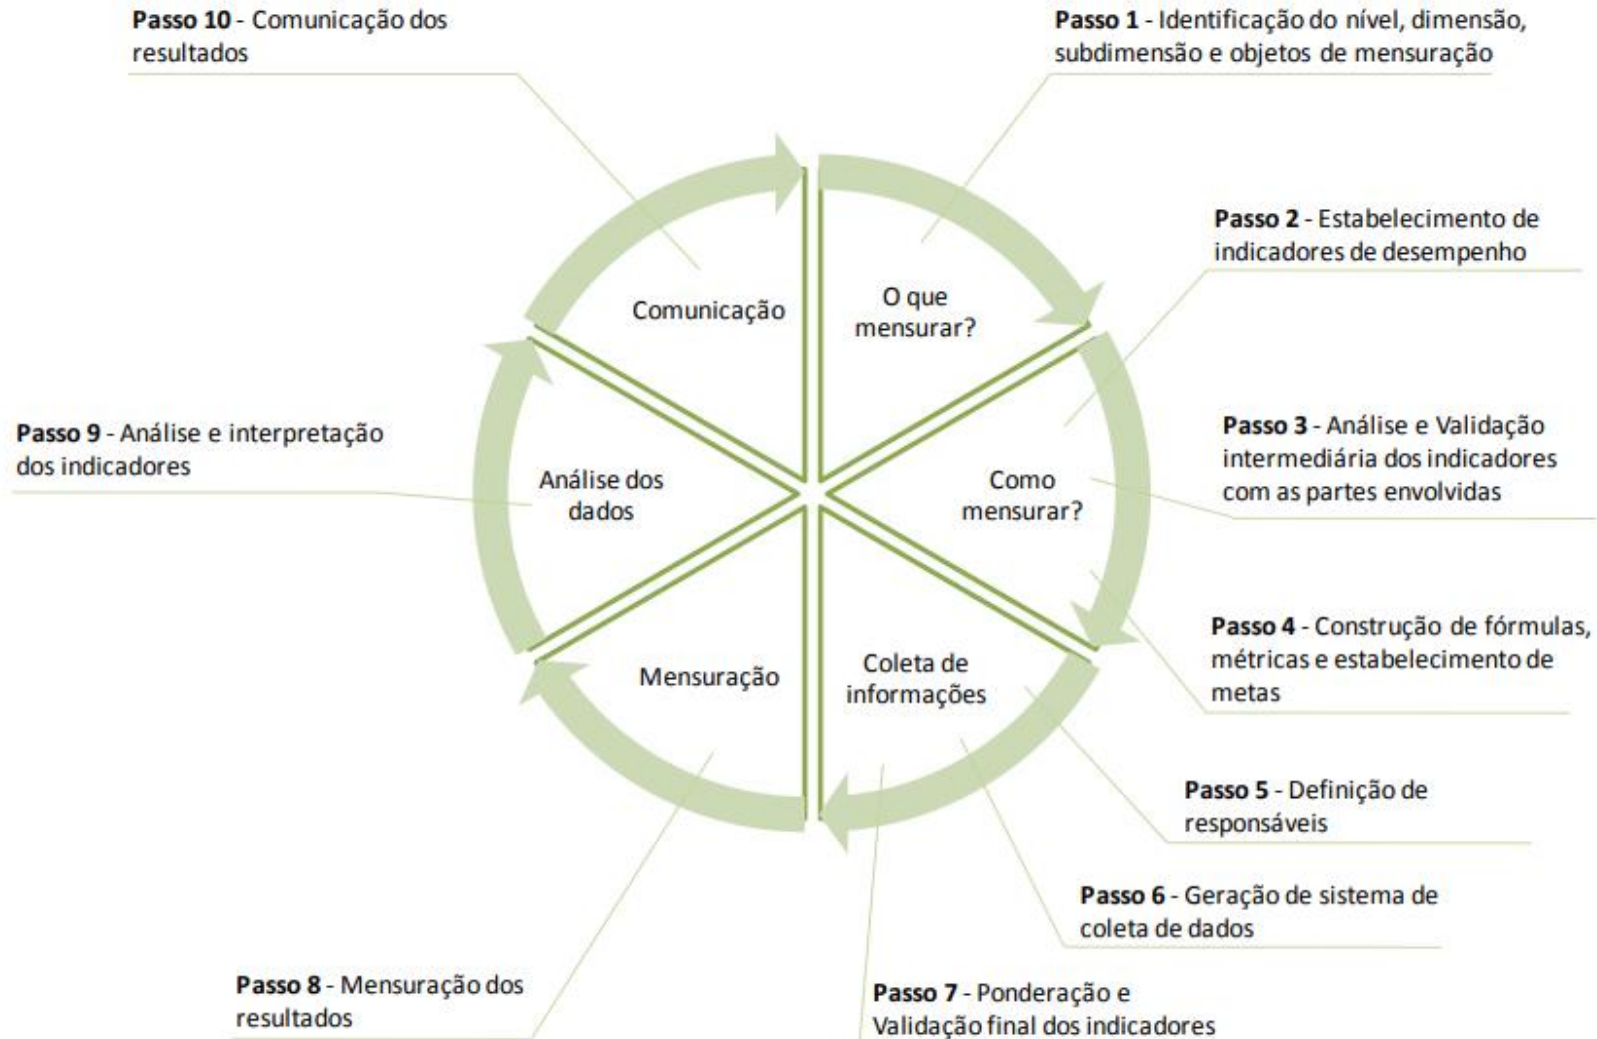 Passo 10 - Comunicação dos
resultados
Passo 1 - Identificação do nível, dimensão,
subdimensão e objetos de mensuração
Passo 2 - Estabelecimento de
indicadores de desempenho
Comunicação
O que
mensurar?
Passo 9 - Análise e interpretação
dos indicadores
Passo 3 - Análise e Validação
intermediária dos indicadores
com as partes envolvidas
Análise dos
dados
Como
mensurar?
Passo 4 - Construção de fórmulas,
métricas e estabelecimento de
metas
Mensuração
Coleta de
informações
Passo 5 - Definição de
responsáveis
Passo 6 - Geração de sistema de
coleta de dados
Passo 8 - Mensuração dos
resultados
Passo 7 - Ponderação e
Validação final dos indicadores